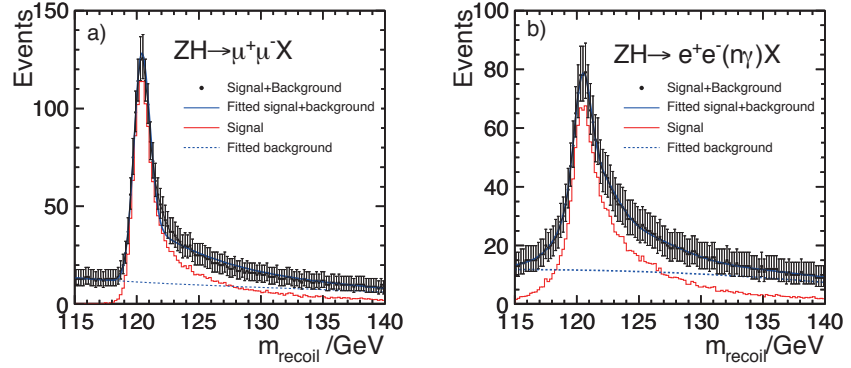 a)
ZH→μ⁺μ⁻X
Signal+Background
Fitted signal+background
Signal
Fitted background
Events
150
100
50
0
115 120 125 130 135 140
m_recoil /GeV
b)
ZH→ e⁺e⁻(nγ)X
Signal+Background
Fitted signal+background
Signal
Fitted background
Events
100
80
60
40
20
0
115 120 125 130 135 140
m_recoil /GeV